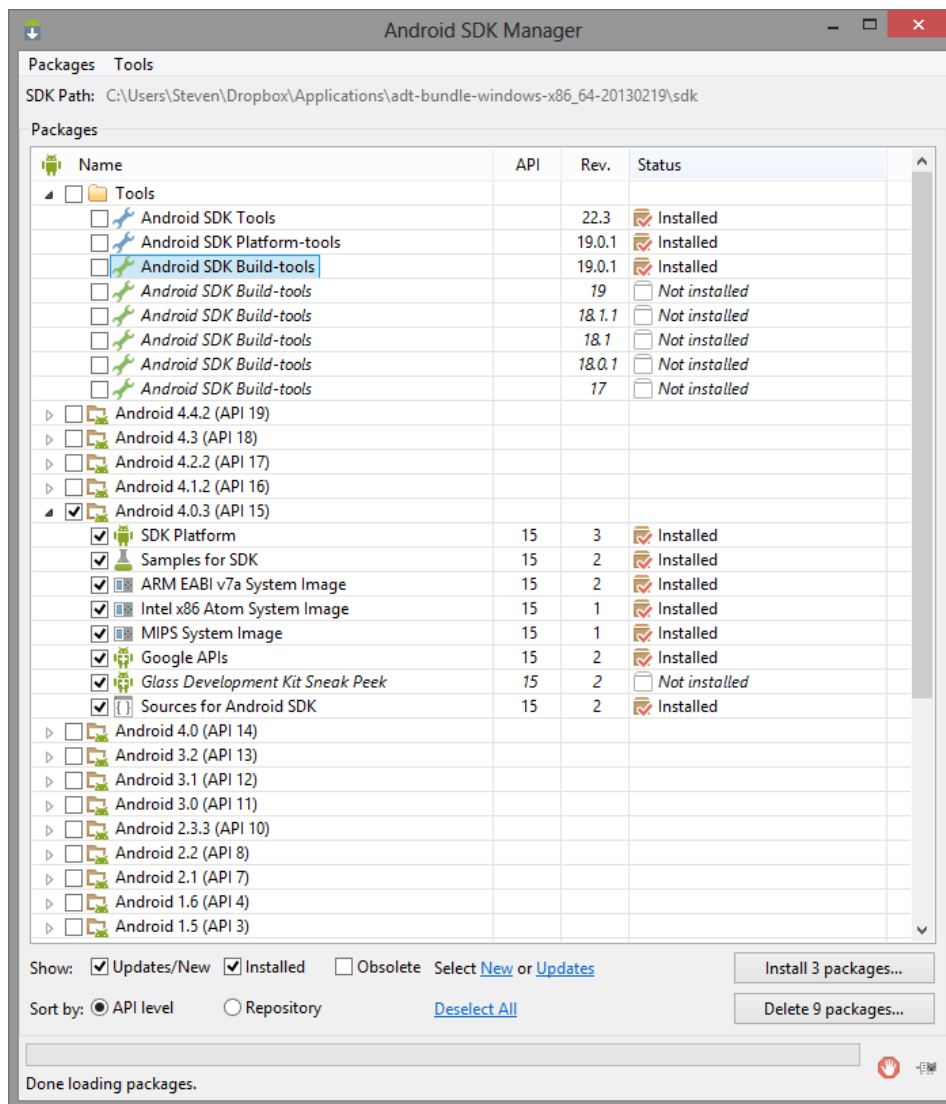 Android SDK Manager
Packages Tools
SDK Path: C:\Users\Steven\Dropbox\Applications\adt-bundle-windows-x86_64-20130219\sdk
Packages
Name API Rev. Status
Tools
Android SDK Tools 22.3 Installed
Android SDK Platform-tools 19.0.1 Installed
Android SDK Build-tools 19.0.1 Installed
Android SDK Build-tools 19 Not installed
Android SDK Build-tools 18.1.1 Not installed
Android SDK Build-tools 18.1 Not installed
Android SDK Build-tools 18.0.1 Not installed
Android SDK Build-tools 17 Not installed
Android 4.4.2 (API 19)
Android 4.3 (API 18)
Android 4.2.2 (API 17)
Android 4.1.2 (API 16)
Android 4.0.3 (API 15)
SDK Platform 15 3 Installed
Samples for SDK 15 2 Installed
ARM EABI v7a System Image 15 2 Installed
Intel x86 Atom System Image 15 1 Installed
MIPS System Image 15 1 Installed
Google APIs 15 2 Installed
Glass Development Kit Sneak Peek 15 2 Not installed
Sources for Android SDK 15 2 Installed
Android 4.0 (API 14)
Android 3.2 (API 13)
Android 3.1 (API 12)
Android 3.0 (API 11)
Android 2.3.3 (API 10)
Android 2.2 (API 8)
Android 2.1 (API 7)
Android 1.6 (API 4)
Android 1.5 (API 3)
Show: Updates/New Installed Obsolete Select New or Updates Install 3 packages...
Sort by: API level Repository Deselect All Delete 9 packages...
Done loading packages.